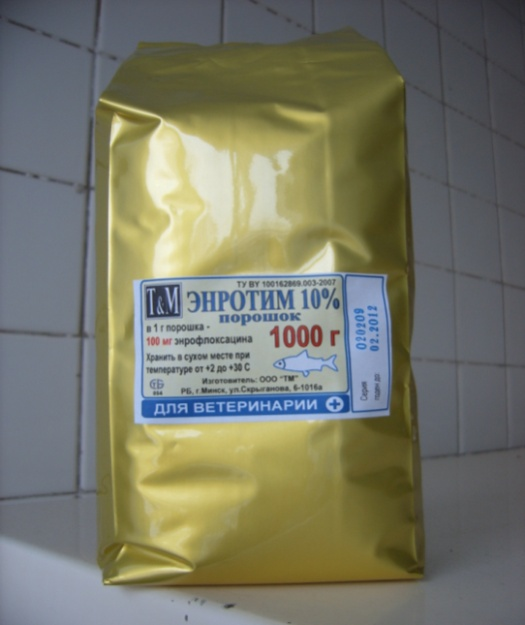 ТУ BY 100162869.003-2007
T&M
ЭНРОТИМ 10%
порошок
в 1 г порошка -
100 мг энрофлоксацина
1000 г
Хранить в сухом месте при
температуре от +2 до +30 С
Изготовитель: ООО "ТМ"
РБ, г.Минск, ул.Скрыганова, 6-1016а
ДЛЯ ВЕТЕРИНАРИИ
Серия 020209
годен до: 02.2012